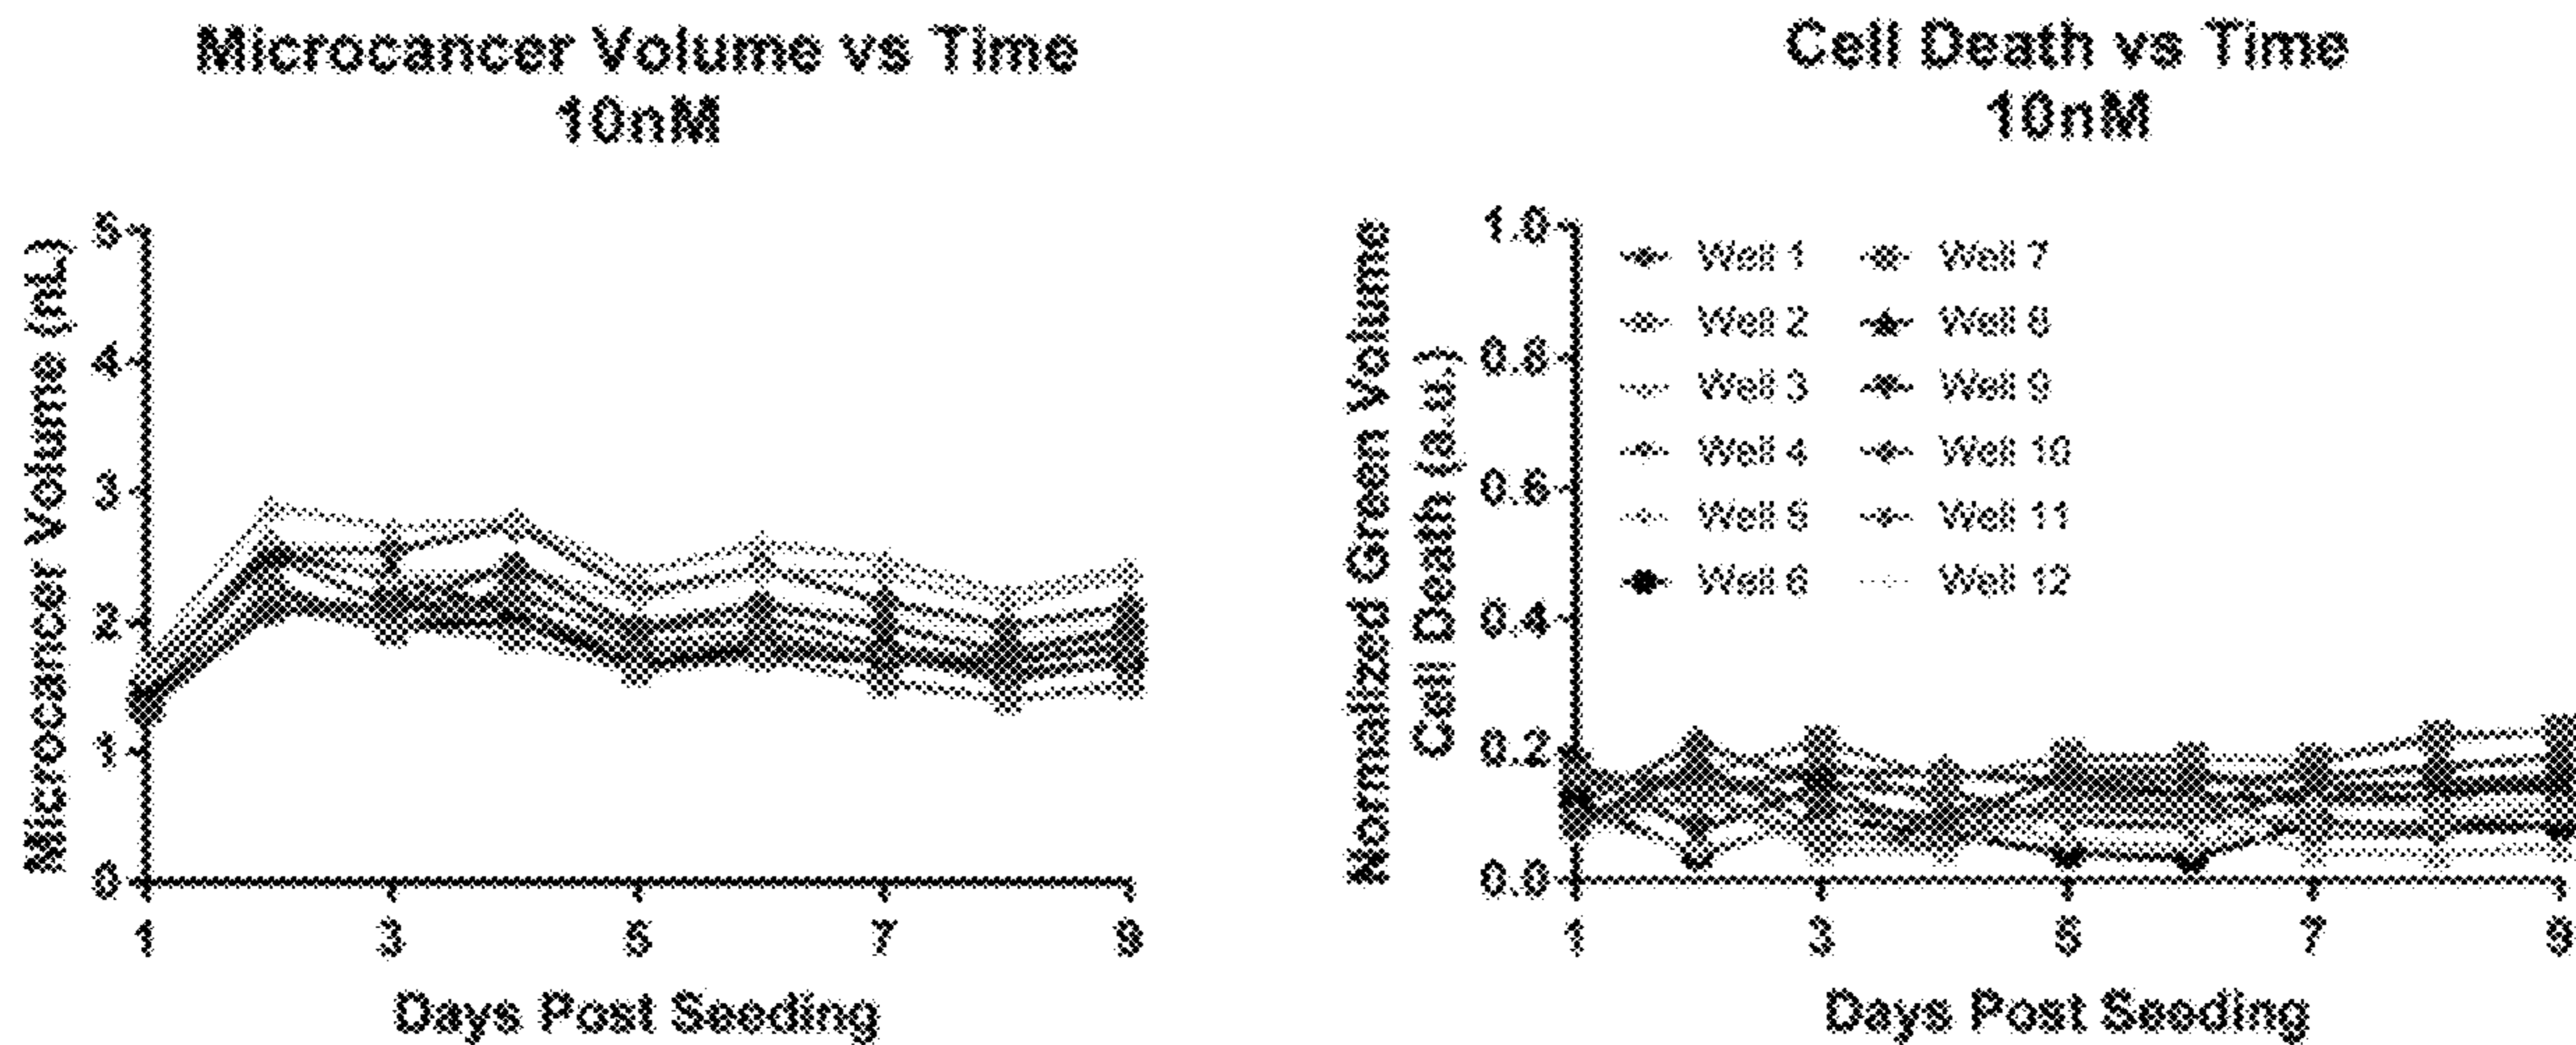 Microcancer Volume vs Time
10nM
Microcancer Volume (nL)
5
4
3
2
1
0
1 3 5 7 9
Days Post Seeding
Cell Death vs Time
10nM
Normalized Green Volume
Cell Death (a.u.)
1.0
0.8
0.6
0.4
0.2
0.0
Well 1 Well 7
Well 2 Well 8
Well 3 Well 9
Well 4 Well 10
Well 5 Well 11
Well 6 Well 12
1 3 5 7 9
Days Post Seeding